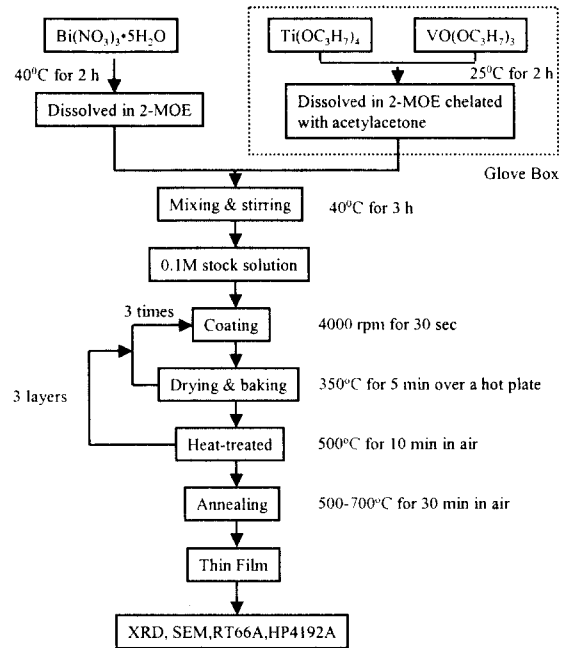 Bi(NO3)3•5H2O
Ti(OC3H7)4
VO(OC3H7)3
40⁰C for 2 h
25⁰C for 2 h
Dissolved in 2-MOE
Dissolved in 2-MOE chelated
with acetylacetone
Glove Box
Mixing & stirring
40⁰C for 3 h
0.1M stock solution
3 times
Coating
4000 rpm for 30 sec
3 layers
Drying & baking
350°C for 5 min over a hot plate
Heat-treated
500°C for 10 min in air
Annealing
500-700°C for 30 min in air
Thin Film
XRD, SEM,RT66A,HP4192A